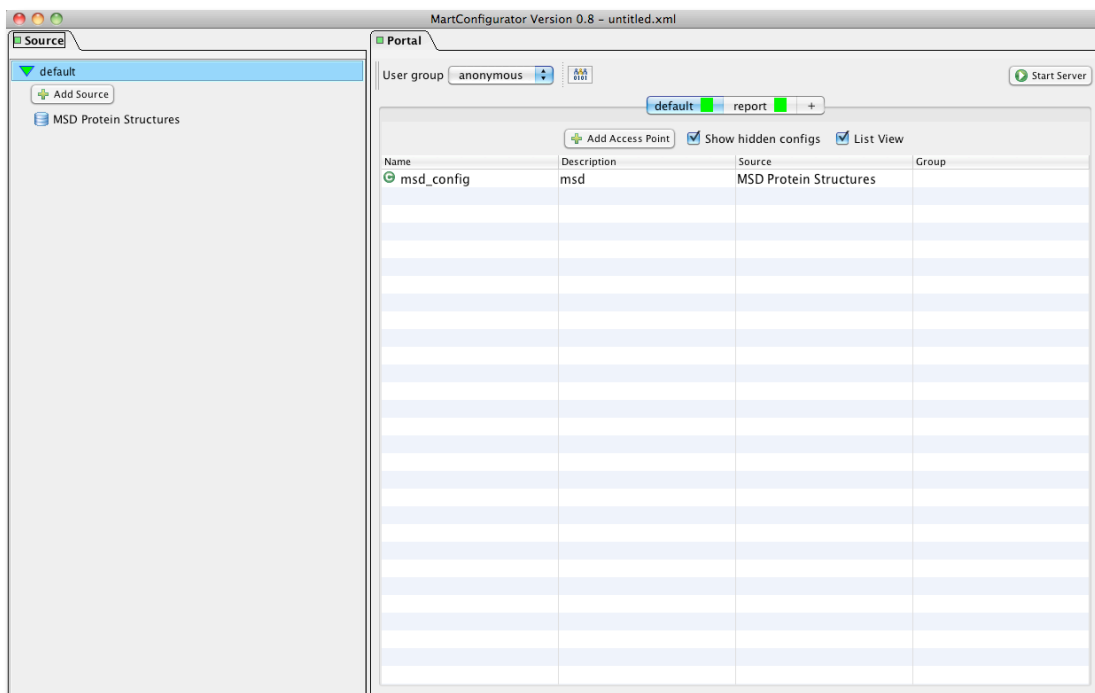 MartConfigurator Version 0.8 – untitled.xml
Source
default
Add Source
MSD Protein Structures
Portal
User group anonymous Start Server
default report +
Add Access Point Show hidden configs List View
Name Description Source Group
msd_config msd MSD Protein Structures